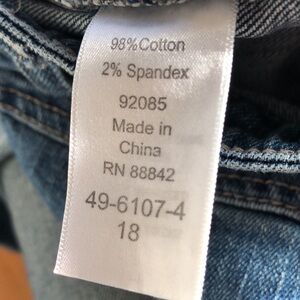 98% Cotton
2% Spandex
92085
Made in
China
RN 88842
49-6107-4
18